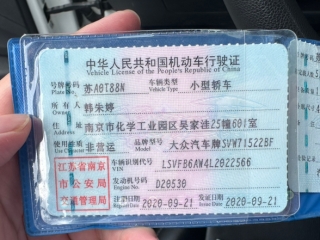 中华人民共和国机动车行驶证
Vehicle License of the People's Republic of China
号牌号码 苏A0T88N 车辆类型 小型轿车
Plate No. Vehicle Type
所有人 韩朱婷
住址 南京市化学工业园区吴家洼25幢601室
使用性质 非营运 品牌型号 大众汽车牌SVW71522BF
江苏省南京市公安局交通管理局
车辆识别代号 LSVFB6AW4L2022566
VIN
发动机号码 D20530
Engine No.
注册日期 2020-09-21 发证日期 2020-09-21
Register Date Issue Date